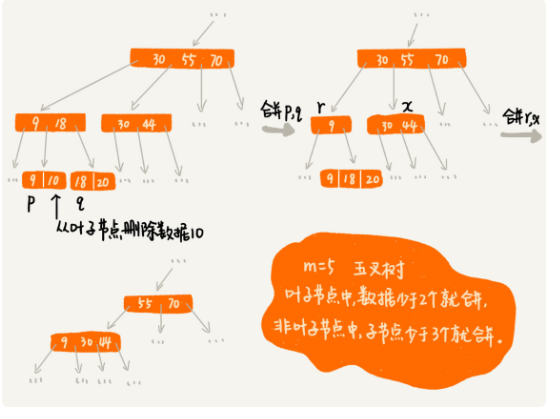 30 55 70
9 18
30 44
9 10
18 20
p
q
从叶子节点删除数据10
合并p,q
30 55 70
r
x
9
30 44
9 18 20
合并r,x
55 70
9 30 44
m=5 五叉树
叶子节点中,数据少于2个就合并,
非叶子节点中,子节点少于3个就合并。